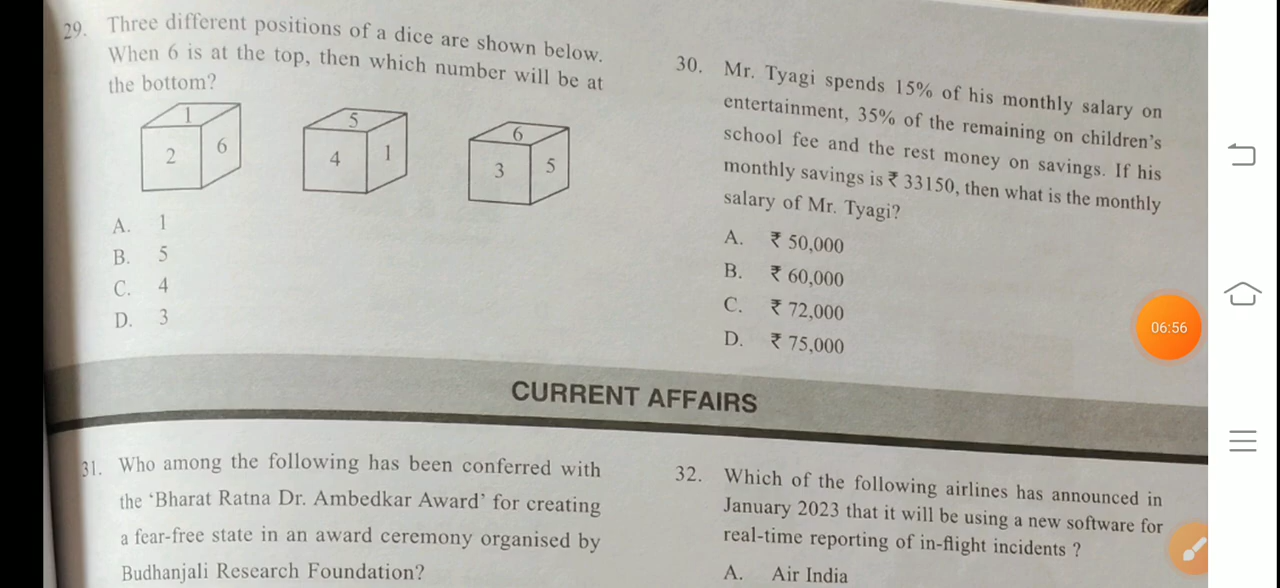 29. Three different positions of a dice are shown below.
When 6 is at the top, then which number will be at
the bottom?
1
2
6
5
4
1
6
3
5
A. 1
B. 5
C. 4
D. 3
30. Mr. Tyagi spends 15% of his monthly salary on
entertainment, 35% of the remaining on children's
school fee and the rest money on savings. If his
monthly savings is ₹ 33150, then what is the monthly
salary of Mr. Tyagi?
A. ₹ 50,000
B. ₹ 60,000
C. ₹ 72,000
D. ₹ 75,000
06:56
CURRENT AFFAIRS
31. Who among the following has been conferred with
the 'Bharat Ratna Dr. Ambedkar Award' for creating
a fear-free state in an award ceremony organised by
Budhanjali Research Foundation?
32. Which of the following airlines has announced in
January 2023 that it will be using a new software for
real-time reporting of in-flight incidents ?
A. Air India